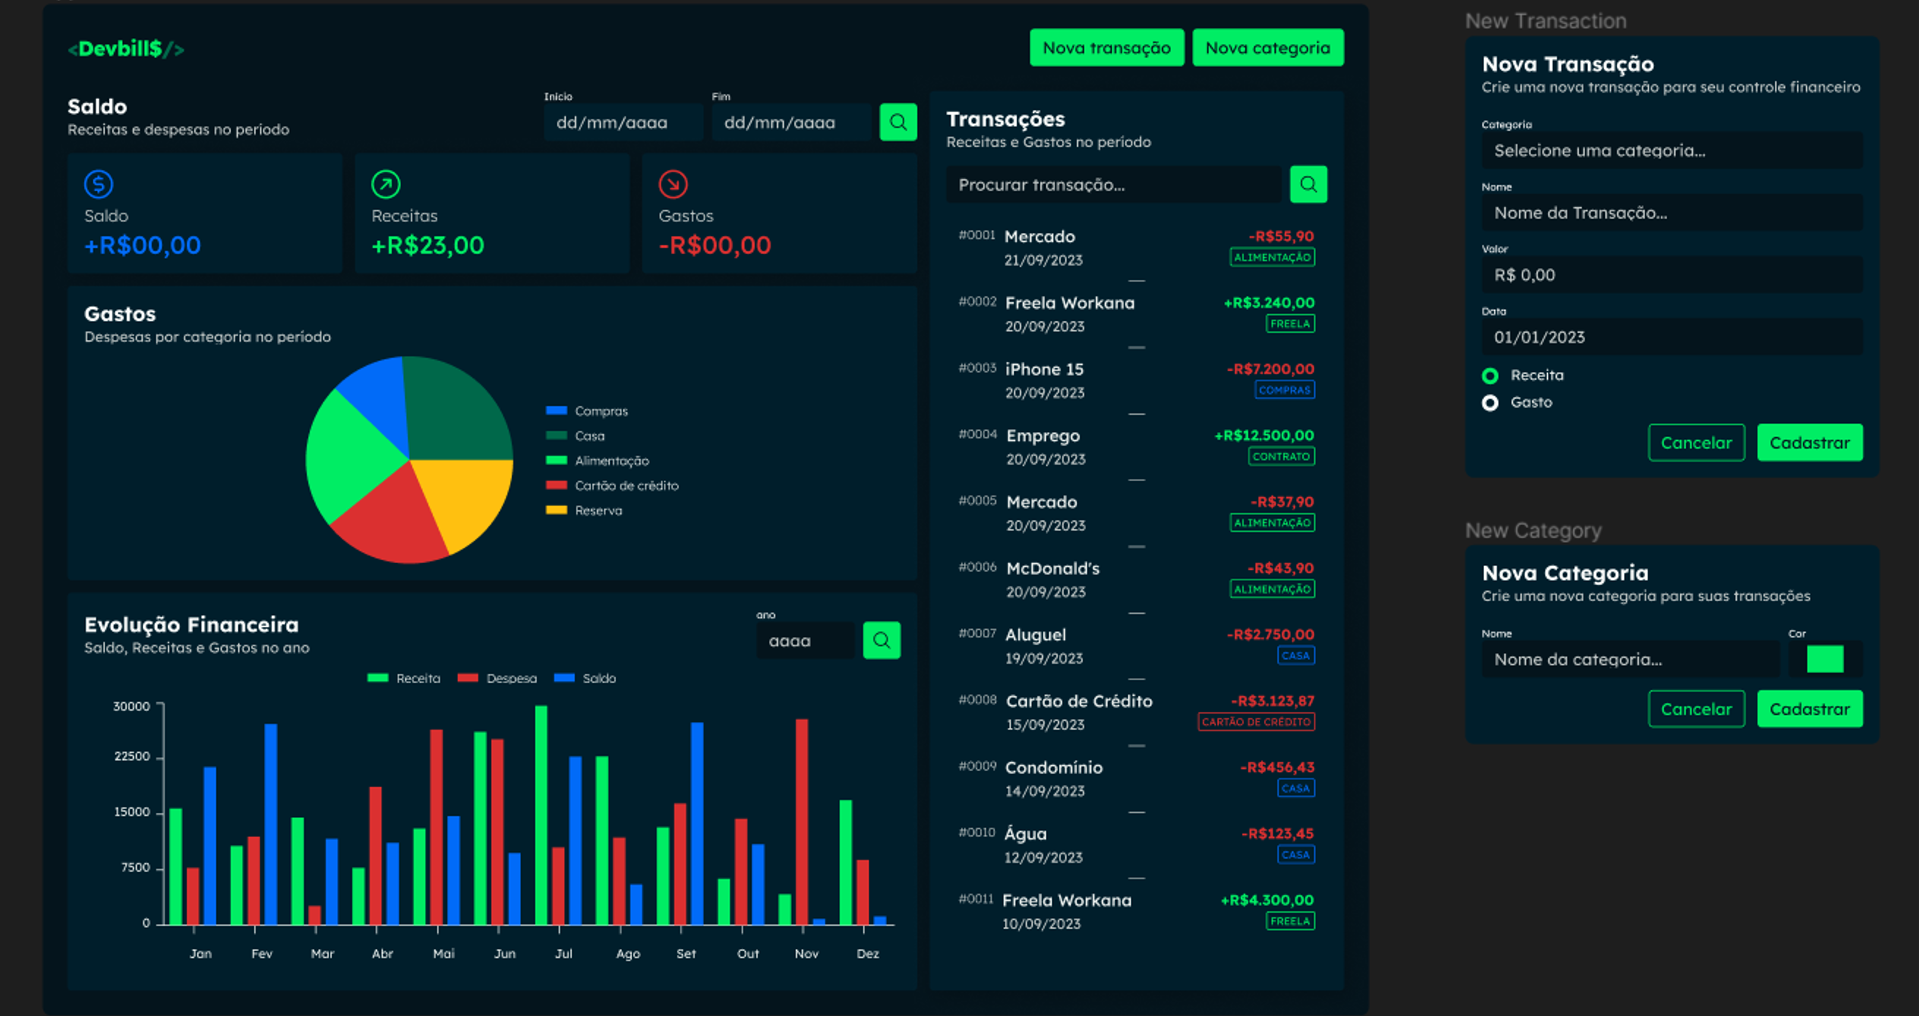 <Devbill$/>
Nova transação
Nova categoria
Saldo
Receitas e despesas no periodo
Inicio
dd/mm/aaaa
Fim
dd/mm/aaaa
Saldo
+R$00,00
Receitas
+R$23,00
Gastos
-R$00,00
Gastos
Despesas por categoria no período
Compras
Casa
Alimentação
Cartão de crédito
Reserva
Evolução Financeira
Saldo, Receitas e Gastos no ano
ano
aaaa
Receita
Despesa
Saldo
30000
22500
15000
7500
0
Jan
Fev
Mar
Abr
Mai
Jun
Jul
Ago
Set
Out
Nov
Dez
Transações
Receitas e Gastos no período
Procurar transação...
#0001 Mercado -R$55,90
21/09/2023 ALIMENTAÇÃO
#0002 Freela Workana +R$3.240,00
20/09/2023 FREELA
#0003 iPhone 15 -R$7.200,00
20/09/2023 COMPRAS
#0004 Emprego +R$12.500,00
20/09/2023 CONTRATO
#0005 Mercado -R$37,90
20/09/2023 ALIMENTAÇÃO
#0006 McDonald's -R$43,90
20/09/2023 ALIMENTAÇÃO
#0007 Aluguel -R$2.750,00
19/09/2023 CASA
#0008 Cartão de Crédito -R$3.123,87
15/09/2023 CARTÃO DE CRÉDITO
#0009 Condomínio -R$456,43
14/09/2023 CASA
#0010 Água -R$123,45
12/09/2023 CASA
#0011 Freela Workana +R$4.300,00
10/09/2023 FREELA
New Transaction
Nova Transação
Crie uma nova transação para seu controle financeiro
Categoria
Selecione uma categoria...
Nome
Nome da Transação...
Valor
R$ 0,00
Data
01/01/2023
Receita
Gasto
Cancelar
Cadastrar
New Category
Nova Categoria
Crie uma nova categoria para suas transações
Nome
Nome da categoria...
Cor
Cancelar
Cadastrar